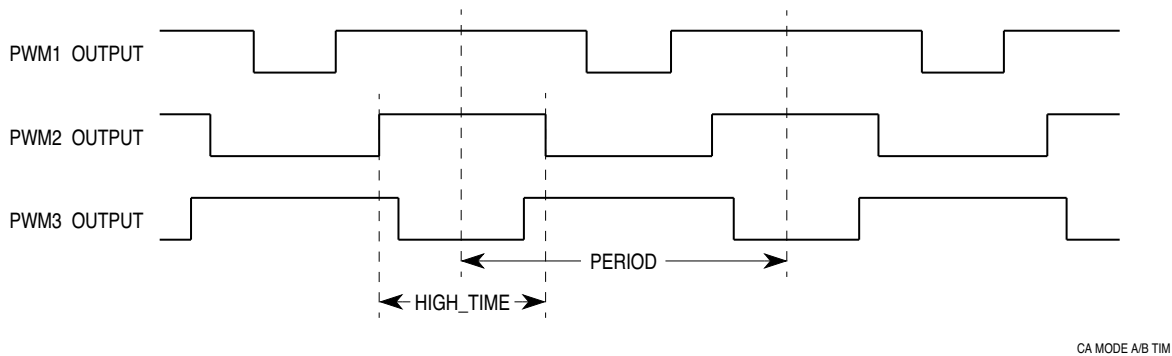 PWM1 OUTPUT
PWM2 OUTPUT
PWM3 OUTPUT
PERIOD
HIGH_TIME
CA MODE A/B TIM